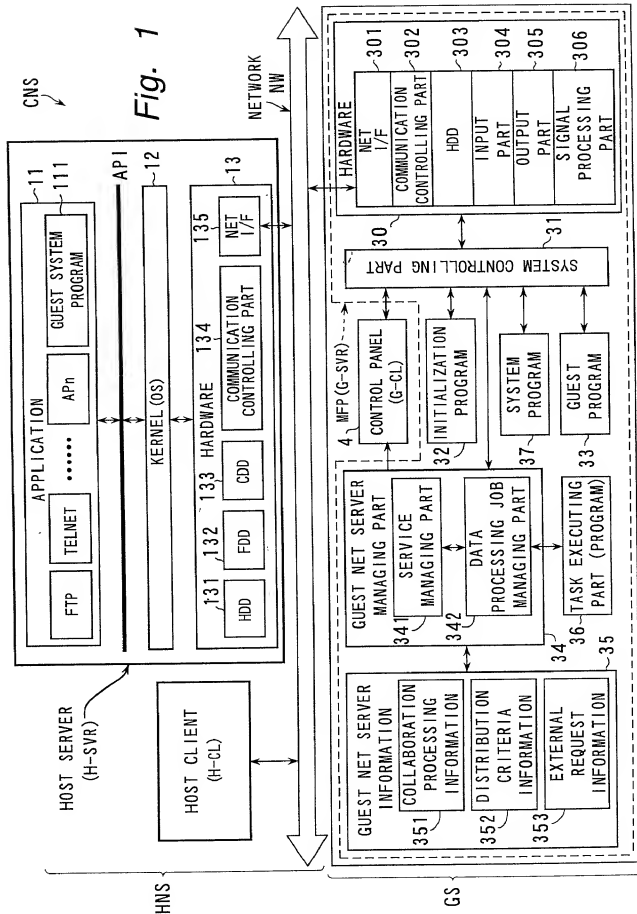 Fig. 1
CNS
HNS
HOST SERVER
(H-SVR)
11
APPLICATION
FTP
TELNET
......
APn
GUEST SYSTEM
PROGRAM
111
API
KERNEL(OS)
12
HARDWARE
13
131
HDD
132
FDD
133
CDD
134
COMMUNICATION
CONTROLLING PART
135
NET
I/F
HOST CLIENT
(H-CL)
NETWORK
NW
GS
GUEST NET SERVER
INFORMATION
35
COLLABORATION
PROCESSING
INFORMATION
351
DISTRIBUTION
CRITERIA
INFORMATION
352
EXTERNAL
REQUEST
INFORMATION
353
GUEST NET SERVER
MANAGING PART
34
SERVICE
MANAGING PART
341
DATA
PROCESSING JOB
MANAGING PART
342
36
TASK EXECUTING
PART (PROGRAM)
MFP(G-SVR)
4
CONTROL PANEL
(G-CL)
INITIALIZATION
PROGRAM
32
SYSTEM
PROGRAM
37
GUEST PROGRAM
33
SYSTEM CONTROLLING PART
31
30
HARDWARE
NET
I/F
301
COMMUNICATION
CONTROLLING PART
302
HDD
303
INPUT
PART
304
OUTPUT
PART
305
SIGNAL
PROCESSING
PART
306